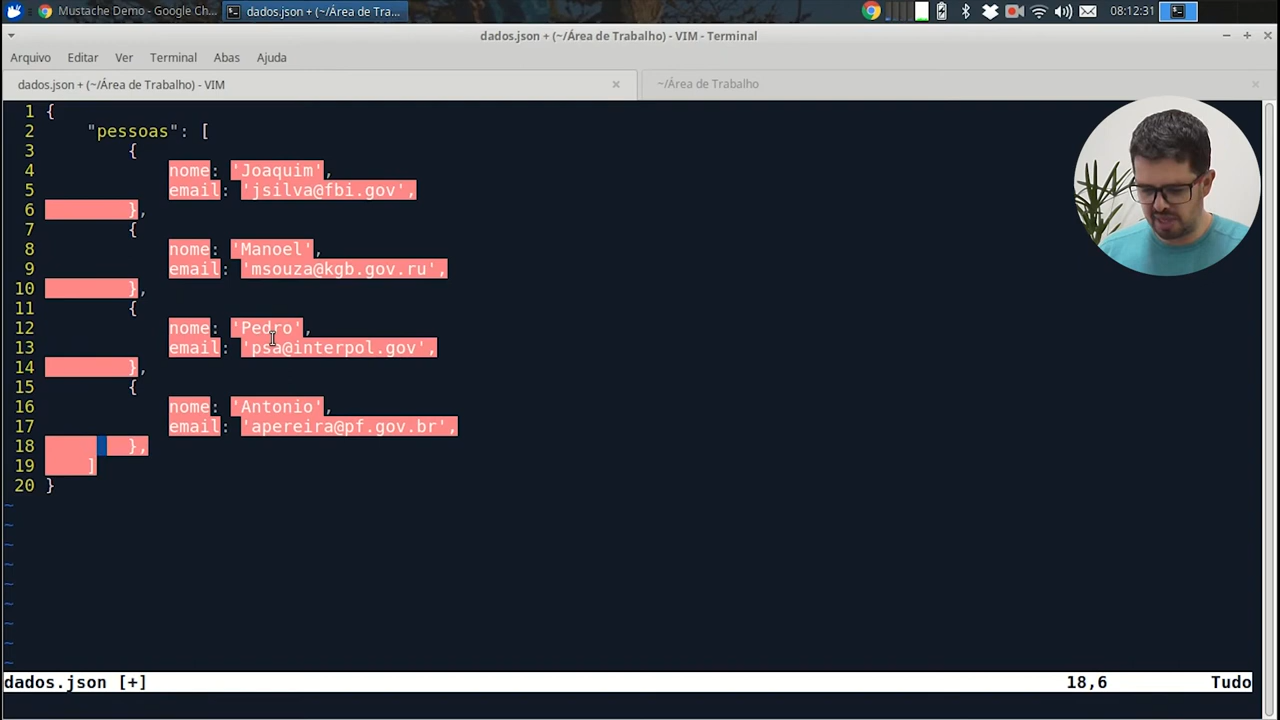 Mustache Demo - Google Ch...
dados.json + (~/Área de Tra...
08:12:31
dados.json + (~/Área de Trabalho) - VIM - Terminal
Arquivo Editar Ver Terminal Abas Ajuda
dados.json + (~/Área de Trabalho) - VIM
~/Área de Trabalho
1 {
2 "pessoas": [
3 {
4 nome: 'Joaquim',
5 email: 'jsilva@fbi.gov',
6 },
7 {
8 nome: 'Manoel',
9 email: 'msouza@kgb.gov.ru',
10 },
11 {
12 nome: 'Pedro',
13 email: 'psa@interpol.gov',
14 },
15 {
16 nome: 'Antonio',
17 email: 'apereira@pf.gov.br',
18 },
19 ]
20 }
~
~
~
~
~
~
~
~
~
dados.json [+] 18,6 Tudo